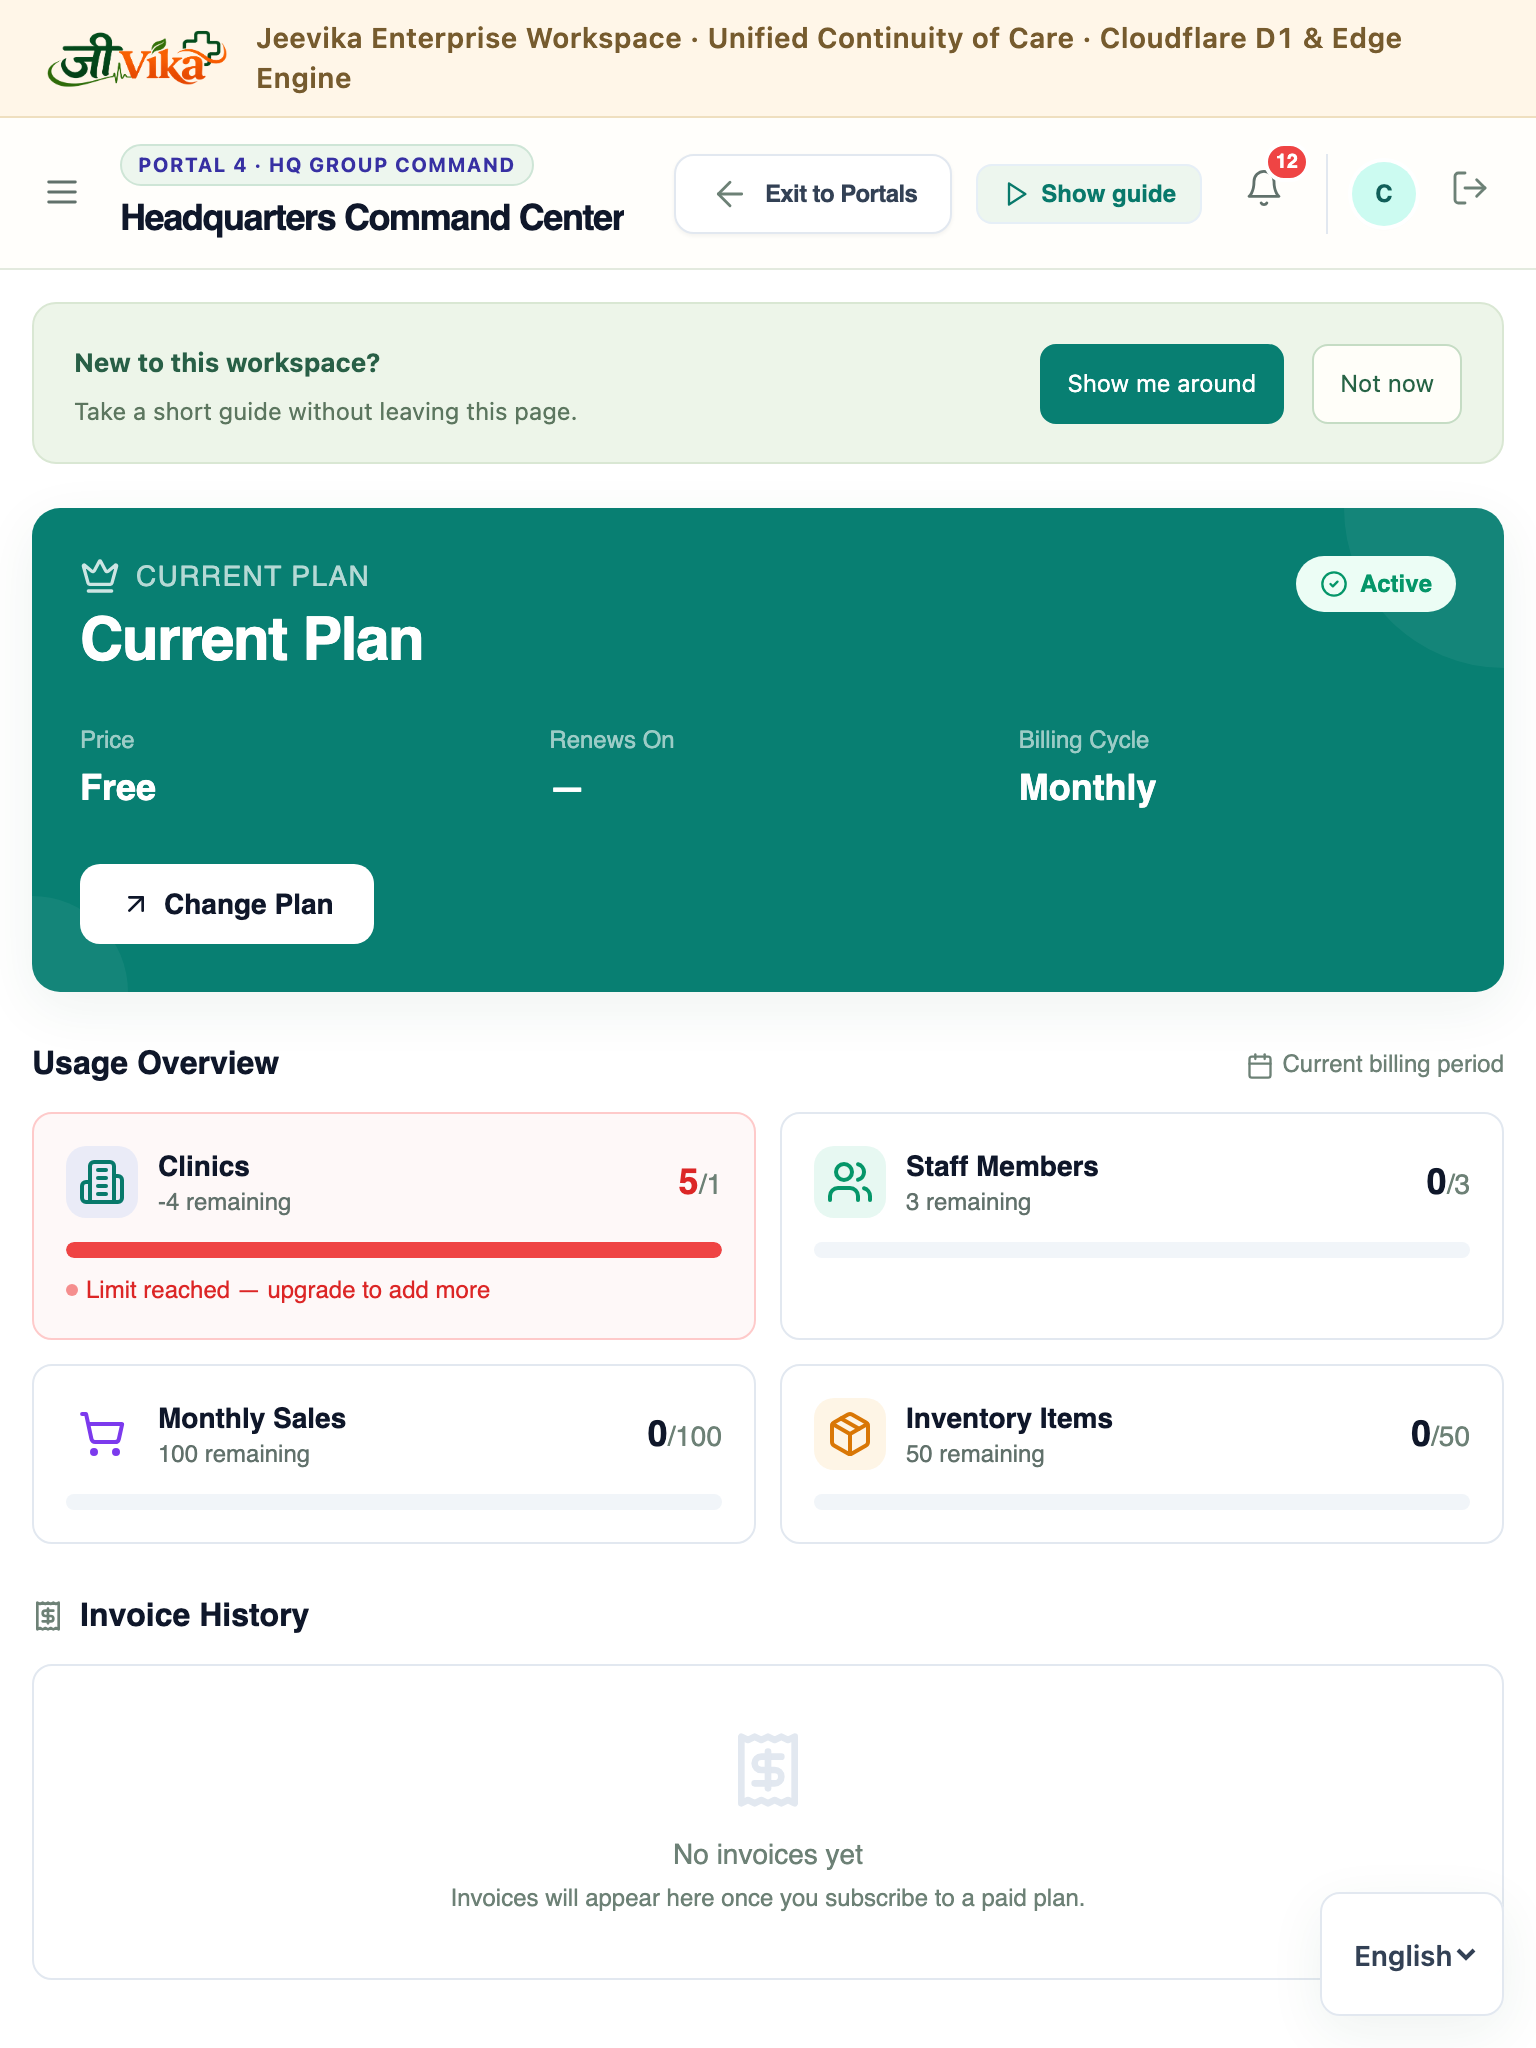 जीvika
Jeevika Enterprise Workspace · Unified Continuity of Care · Cloudflare D1 & Edge
Engine
PORTAL 4 · HQ GROUP COMMAND
Headquarters Command Center
Exit to Portals
Show guide
12
C
New to this workspace?
Take a short guide without leaving this page.
Show me around
Not now
CURRENT PLAN
Active
Current Plan
Price
Renews On
Billing Cycle
Free
—
Monthly
Change Plan
Usage Overview
Current billing period
Clinics
-4 remaining
5/1
Limit reached — upgrade to add more
Staff Members
3 remaining
0/3
Monthly Sales
100 remaining
0/100
Inventory Items
50 remaining
0/50
Invoice History
No invoices yet
Invoices will appear here once you subscribe to a paid plan.
English